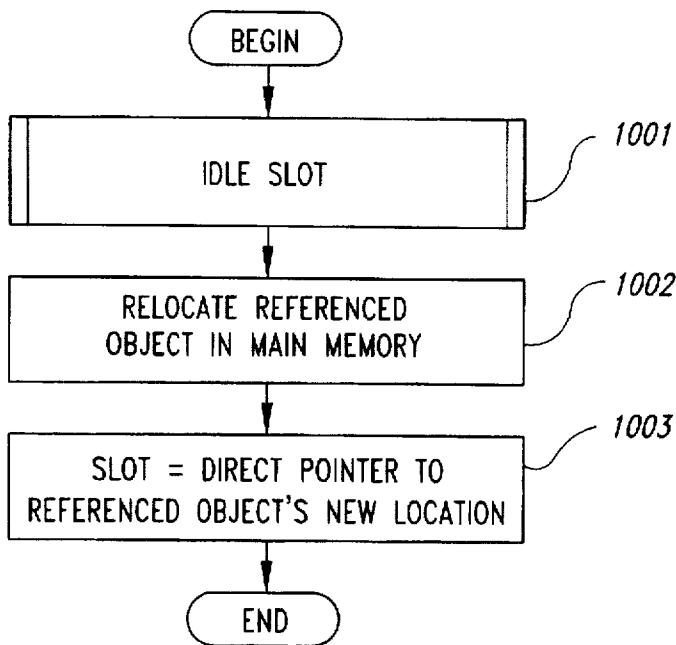 BEGIN
IDLE SLOT
1001
RELOCATE REFERENCED
OBJECT IN MAIN MEMORY
1002
SLOT = DIRECT POINTER TO
REFERENCED OBJECT'S NEW LOCATION
1003
END